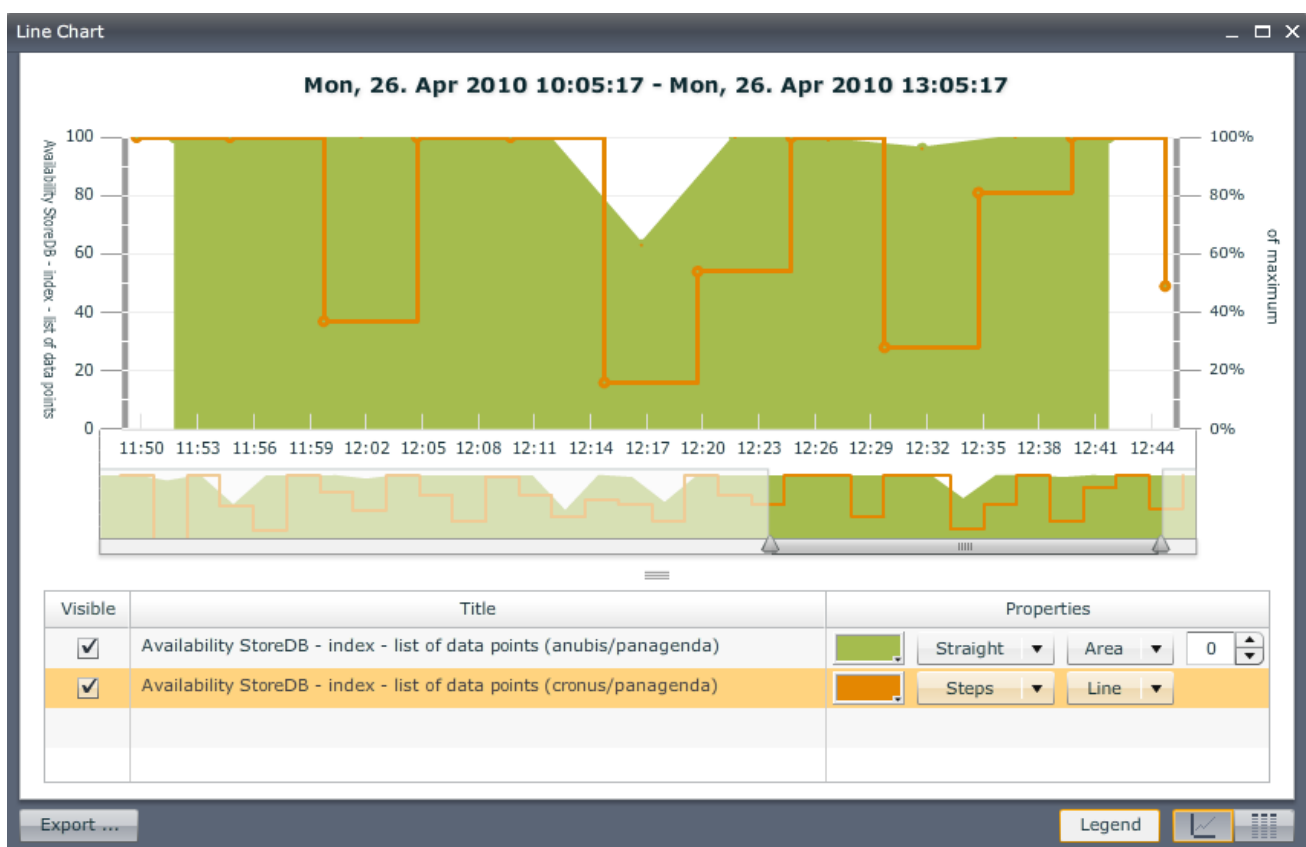 Line Chart
Mon, 26. Apr 2010 10:05:17 - Mon, 26. Apr 2010 13:05:17
Availability StoreDB - index - list of data points
100
80
60
40
20
0
100%
80%
60%
40%
20%
0%
of maximum
11:50 11:53 11:56 11:59 12:02 12:05 12:08 12:11 12:14 12:17 12:20 12:23 12:26 12:29 12:32 12:35 12:38 12:41 12:44
Visible Title Properties
Availability StoreDB - index - list of data points (anubis/panagenda) Straight Area 0
Availability StoreDB - index - list of data points (cronus/panagenda) Steps Line
Export ... Legend